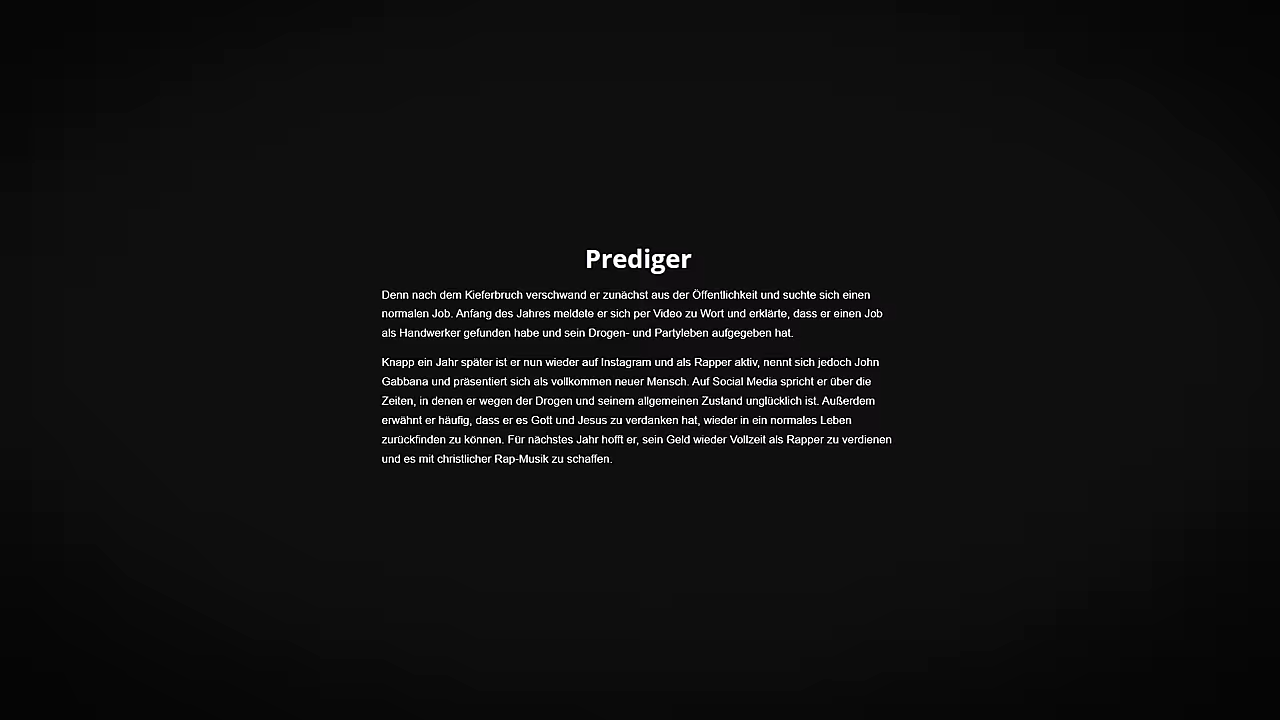 Prediger
Denn nach dem Kieferbruch verschwand er zunächst aus der Öffentlichkeit und suchte sich einen
normalen Job. Anfang des Jahres meldete er sich per Video zu Wort und erklärte, dass er einen Job
als Handwerker gefunden habe und sein Drogen- und Partyleben aufgegeben hat.
Knapp ein Jahr später ist er nun wieder auf Instagram und als Rapper aktiv, nennt sich jedoch John
Gabbana und präsentiert sich als vollkommen neuer Mensch. Auf Social Media spricht er über die
Zeiten, in denen er wegen der Drogen und seinem allgemeinen Zustand unglücklich ist. Außerdem
erwähnt er häufig, dass er es Gott und Jesus zu verdanken hat, wieder in ein normales Leben
zurückfinden zu können. Für nächstes Jahr hofft er, sein Geld wieder Vollzeit als Rapper zu verdienen
und es mit christlicher Rap-Musik zu schaffen.